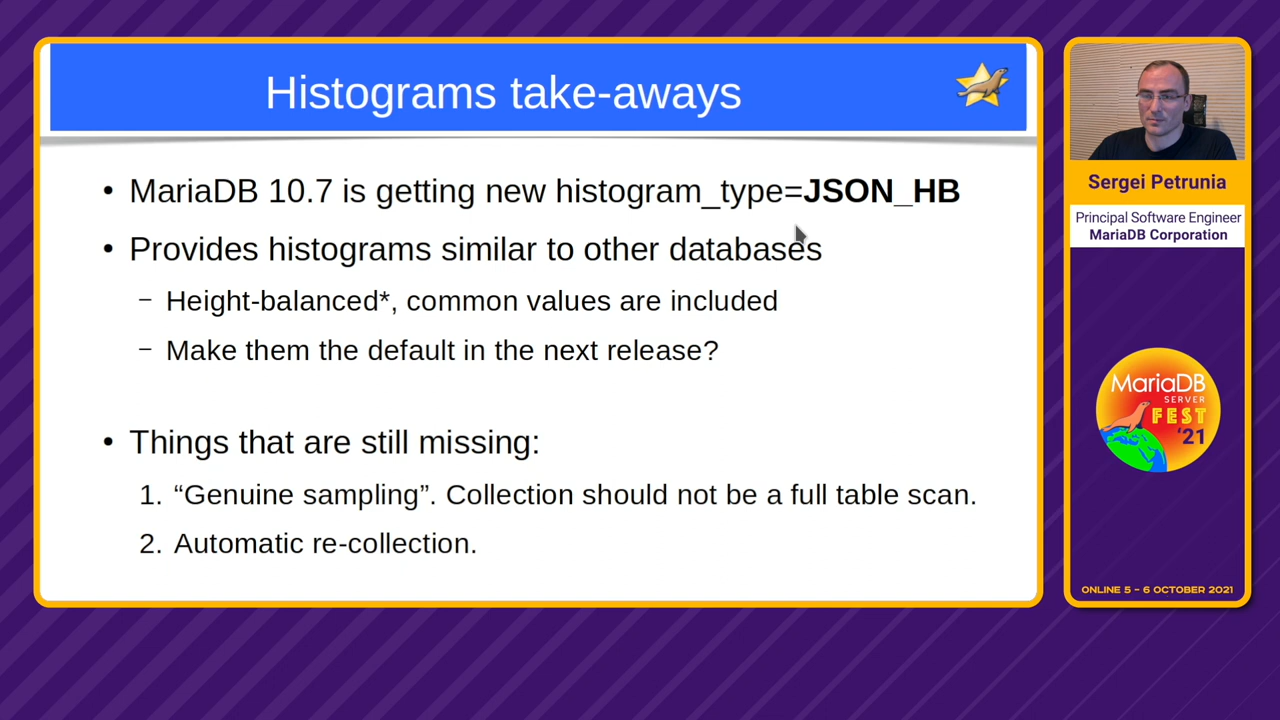 Histograms take-aways
• MariaDB 10.7 is getting new histogram_type=JSON_HB
• Provides histograms similar to other databases
– Height-balanced*, common values are included
– Make them the default in the next release?
• Things that are still missing:
1. “Genuine sampling”. Collection should not be a full table scan.
2. Automatic re-collection.
Sergei Petrunia
Principal Software Engineer
MariaDB Corporation
MariaDB
SERVER
FEST
'21
ONLINE 5 – 6 OCTOBER 2021